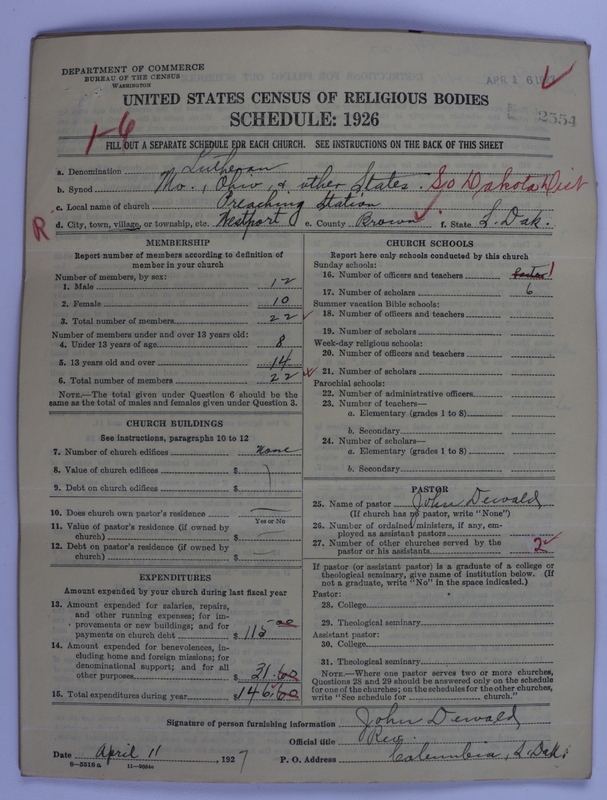 DEPARTMENT OF COMMERCE
BUREAU OF THE CENSUS
WASHINGTON
APR 1 6 19
2554
UNITED STATES CENSUS OF RELIGIOUS BODIES
SCHEDULE: 1926
1-6
FILL OUT A SEPARATE SCHEDULE FOR EACH CHURCH. SEE INSTRUCTIONS ON THE BACK OF THIS SHEET
a. Denomination Lutheran
b. Synod Mo., Ohio & other States. So Dakota Dist
c. Local name of church Preaching Station
R
d. City, town, village, or township, etc. Westport e. County Brown f. State S. Dak.
MEMBERSHIP
Report number of members according to definition of
member in your church
Number of members, by sex:
1. Male 12
2. Female 10
3. Total number of members 22
Number of members under and over 13 years old:
4. Under 13 years of age 8
5. 13 years old and over 14
6. Total number of members 22
NOTE.—The total given under Question 6 should be
same as the total of males and females given under Question 3.
CHURCH BUILDINGS
See instructions, paragraphs 10 to 12
7. Number of church edifices none
8. Value of church edifices $
9. Debt on church edifices $
10. Does church own pastor's residence
Yes or No
11. Value of pastor's residence (if owned by
church) $
12. Debt on pastor's residence (if owned by
church) $
EXPENDITURES
Amount expended by your church during last fiscal year
13. Amount expended for salaries, repairs,
and other running expenses; for im-
provements or new buildings; and for
payments on church debt $ 115.00
14. Amount expended for benevolences, in-
cluding home and foreign missions; for
denominational support; and for all
other purposes 31.60
15. Total expenditures during year $ 146.60
CHURCH SCHOOLS
Report here only schools conducted by this church
Sunday schools:
16. Number of officers and teachers pastor 1
17. Number of scholars 6
Summer vacation Bible schools:
18. Number of officers and teachers
19. Number of scholars
Week-day religious schools:
20. Number of officers and teachers
21. Number of scholars
Parochial schools:
22. Number of administrative officers
23. Number of teachers—
a. Elementary (grades 1 to 8)
b. Secondary
24. Number of scholars—
a. Elementary (grades 1 to 8)
b. Secondary
PASTOR
25. Name of pastor John Dewald
(If church has no pastor, write "None")
26. Number of ordained ministers, if any, em-
ployed as assistant pastors
27. Number of other churches served by the
pastor or his assistants 2
If pastor (or assistant pastor) is a graduate of a college or
theological seminary, give name of institution below. (If
not a graduate, write "No" in the space indicated.)
Pastor:
28. College
29. Theological seminary
Assistant pastor:
30. College
31. Theological seminary
NOTE.—Where one pastor serves two or more churches,
Questions 28 and 29 should be answered only on the schedule
for one of the churches; on the schedules for the other churches,
write "See schedule for church."
Signature of person furnishing information John Dewald
Official title Rev.
Date April 11, 1927 P. O. Address Columbia, S. Dak.
8—5518a 11—9664